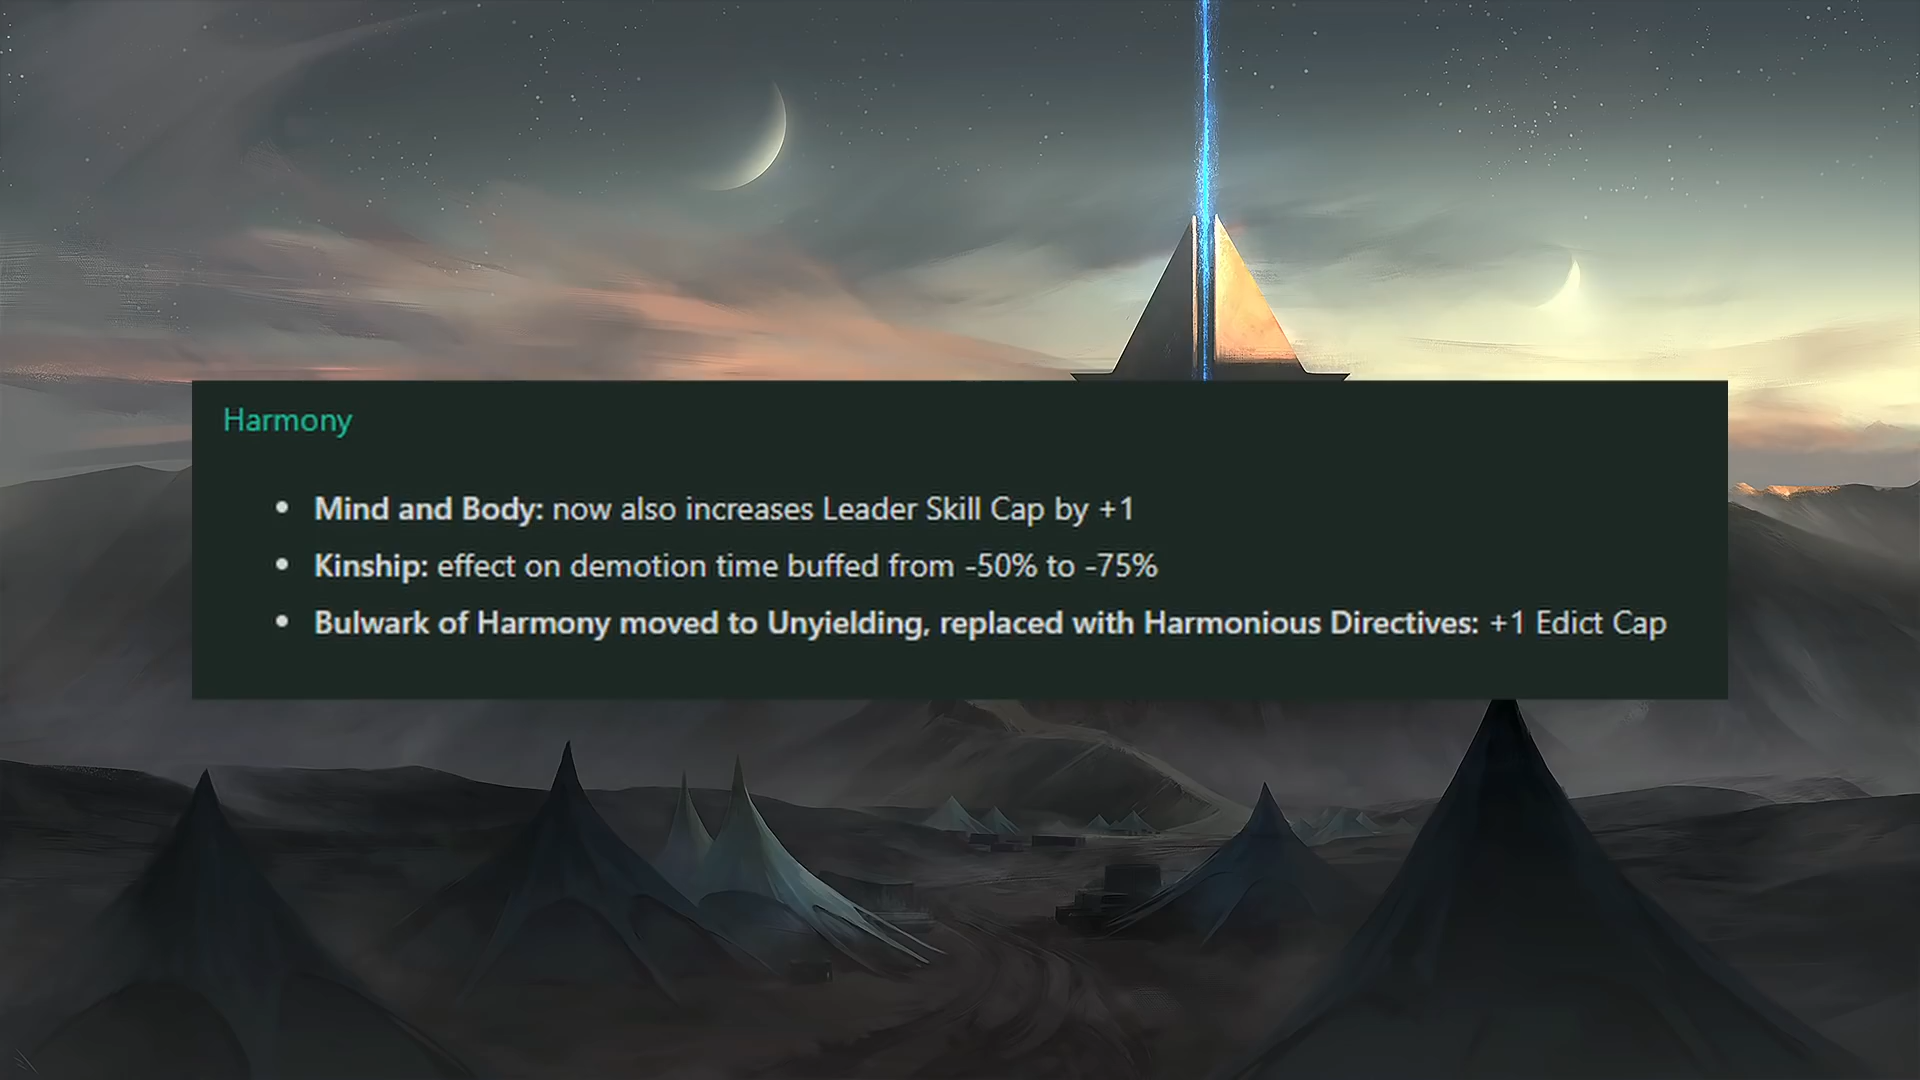 Harmony
Mind and Body: now also increases Leader Skill Cap by +1
Kinship: effect on demotion time buffed from -50% to -75%
Bulwark of Harmony moved to Unyielding, replaced with Harmonious Directives: +1 Edict Cap